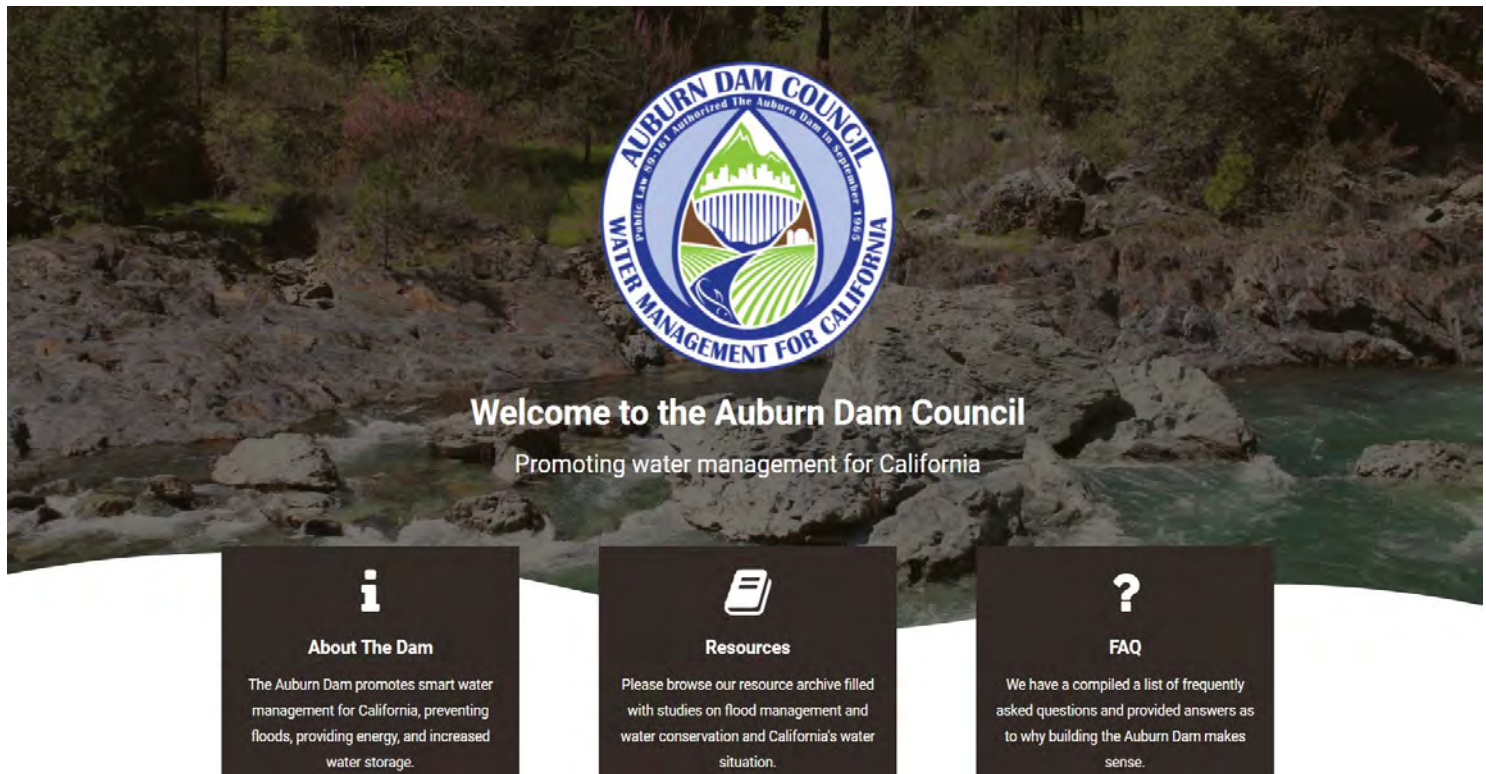 AUBURN DAM COUNCIL
Public Law 89-161 Authorized The Auburn Dam in September 1965
WATER MANAGEMENT FOR CALIFORNIA
Welcome to the Auburn Dam Council
Promoting water management for California
About The Dam
The Auburn Dam promotes smart water
management for California, preventing
floods, providing energy, and increased
water storage.
Resources
Please browse our resource archive filled
with studies on flood management and
water conservation and California's water
situation.
FAQ
We have a compiled a list of frequently
asked questions and provided answers as
to why building the Auburn Dam makes
sense.